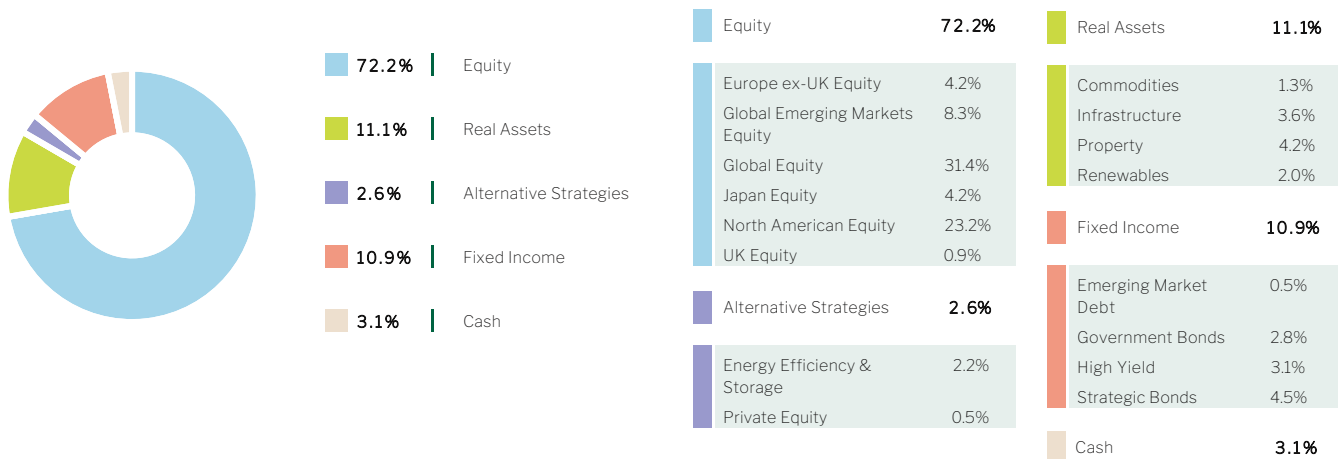 72.2% Equity
11.1% Real Assets
2.6% Alternative Strategies
10.9% Fixed Income
3.1% Cash
Equity 72.2%
Europe ex-UK Equity 4.2%
Global Emerging Markets 8.3%
Equity
Global Equity 31.4%
Japan Equity 4.2%
North American Equity 23.2%
UK Equity 0.9%
Alternative Strategies 2.6%
Energy Efficiency & 2.2%
Storage
Private Equity 0.5%
Real Assets 11.1%
Commodities 1.3%
Infrastructure 3.6%
Property 4.2%
Renewables 2.0%
Fixed Income 10.9%
Emerging Market 0.5%
Debt
Government Bonds 2.8%
High Yield 3.1%
Strategic Bonds 4.5%
Cash 3.1%